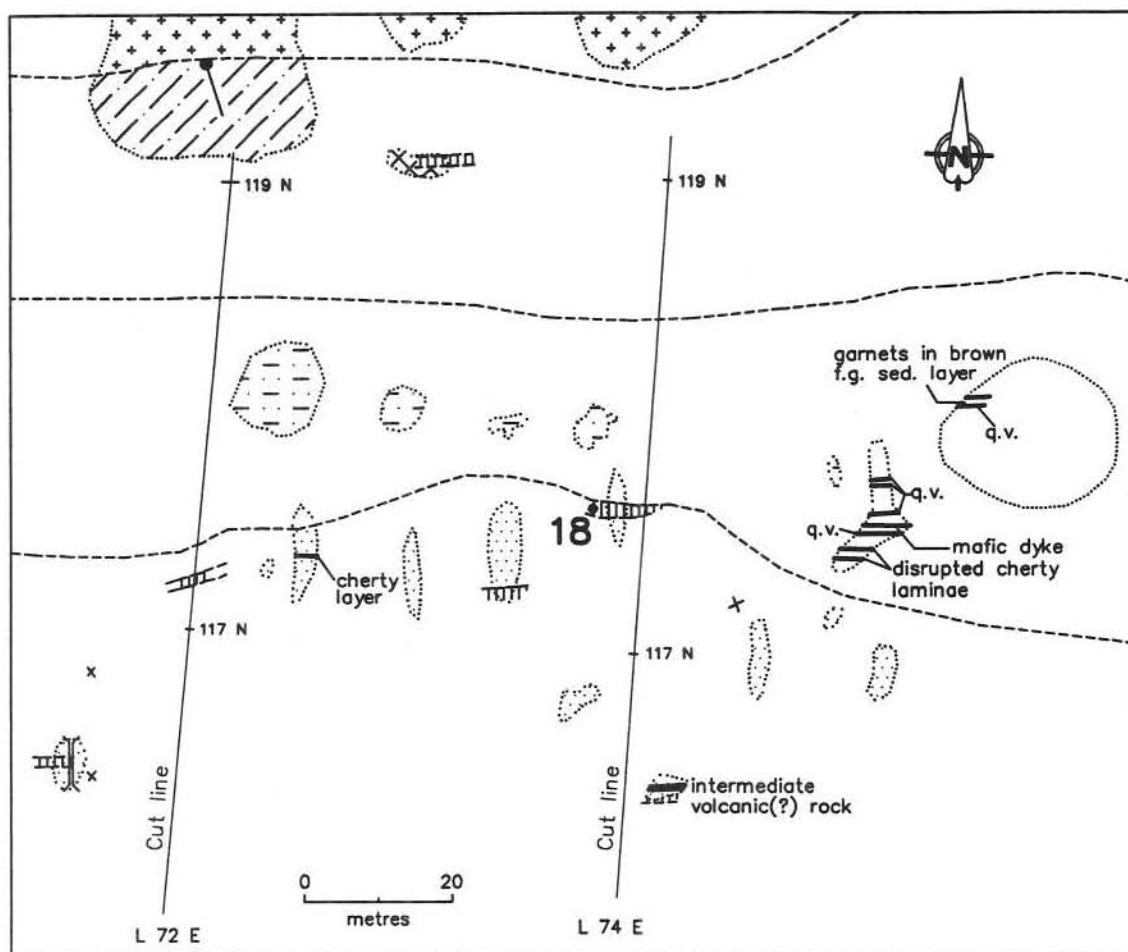 119 N
119 N
N
garnets in brown
f.g. sed. layer
q.v.
q.v.
q.v.
18
mafic dyke
disrupted cherty
laminae
cherty
layer
117 N
117 N
intermediate
volcanic(?) rock
Cut line
Cut line
0 20
metres
L 72 E
L 74 E